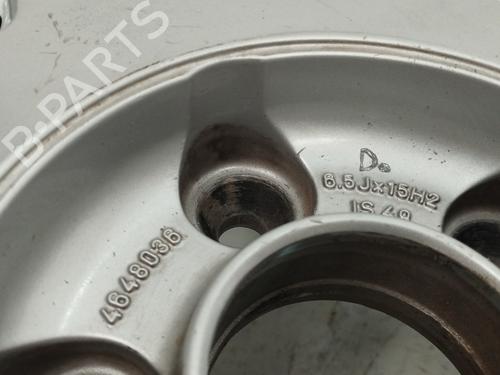 B-PARTS
D.
6.5Jx15H2
IS 49
4648036